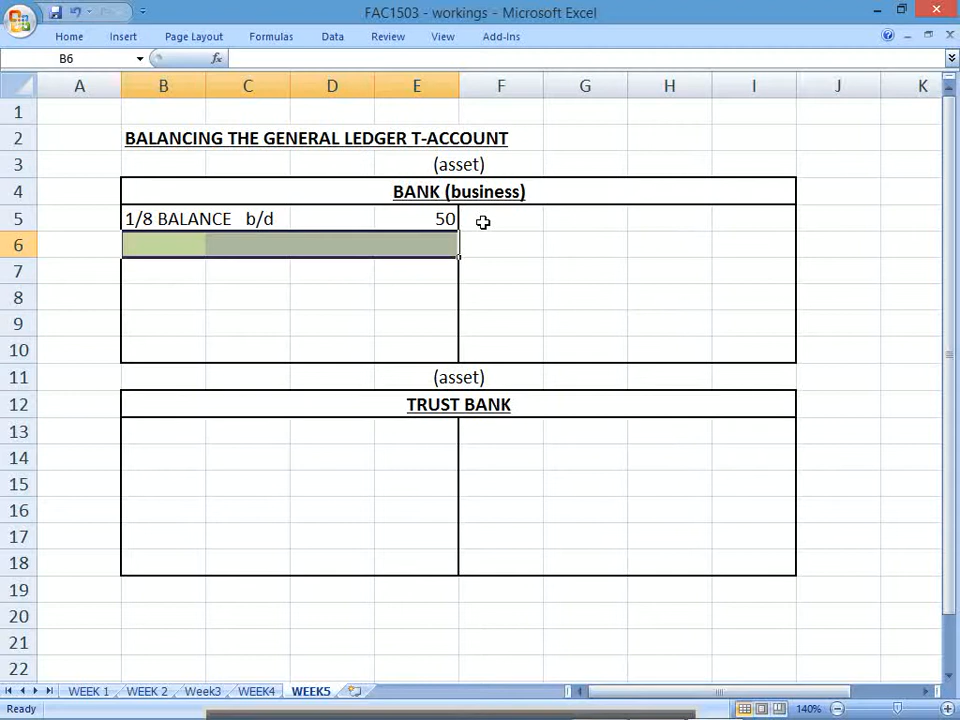 FAC1503 - workings - Microsoft Excel
Home Insert Page Layout Formulas Data Review View Add-Ins
B6 fx
A B C D E F G H I J K
1
2 BALANCING THE GENERAL LEDGER T-ACCOUNT
3 (asset)
4 BANK (business)
5 1/8 BALANCE b/d 50
6
7
8
9
10
11 (asset)
12 TRUST BANK
13
14
15
16
17
18
19
20
21
22
WEEK 1 WEEK 2 Week3 WEEK4 WEEK5
Ready 140%